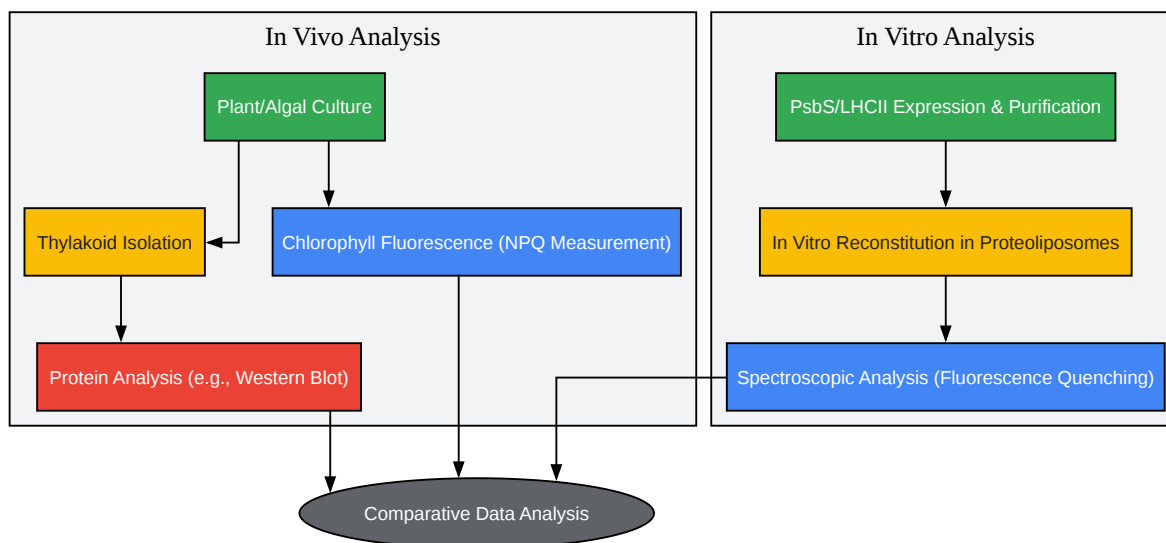 In Vivo Analysis
Plant/Algal Culture
Thylakoid Isolation
Chlorophyll Fluorescence (NPQ Measurement)
Protein Analysis (e.g., Western Blot)
In Vitro Analysis
PsbS/LHCII Expression & Purification
In Vitro Reconstitution in Proteoliposomes
Spectroscopic Analysis (Fluorescence Quenching)
Comparative Data Analysis